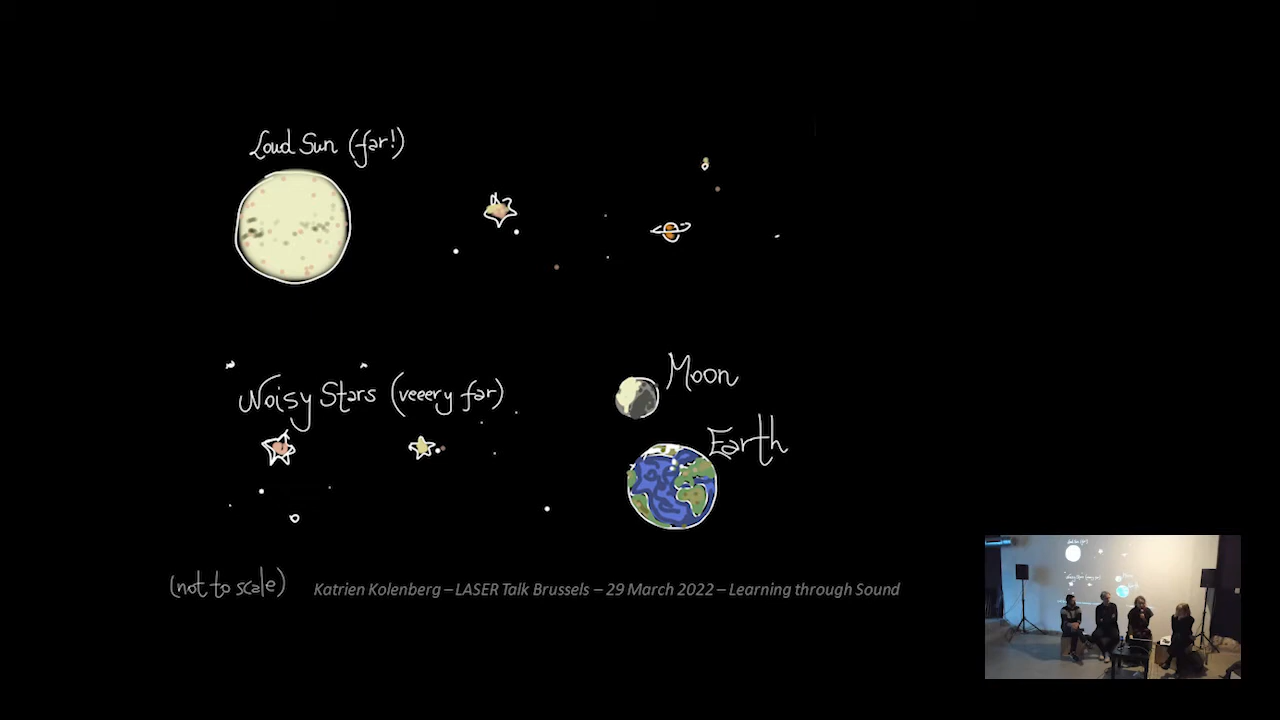 Loud Sun (far!)
Noisy Stars (veeery far)
Moon
Earth
(not to scale)
Katrien Kolenberg – LASER Talk Brussels – 29 March 2022 – Learning through Sound